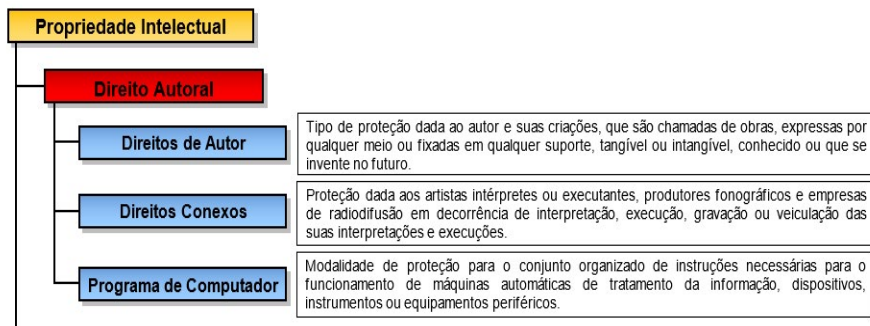 Propriedade Intelectual
Direito Autoral
Direitos de Autor
Tipo de proteção dada ao autor e suas criações, que são chamadas de obras, expressas por
qualquer meio ou fixadas em qualquer suporte, tangível ou intangível, conhecido ou que se
invente no futuro.
Direitos Conexos
Proteção dada aos artistas intérpretes ou executantes, produtores fonográficos e empresas
de radiodifusão em decorrência de interpretação, execução, gravação ou veiculação das
suas interpretações e execuções.
Programa de Computador
Modalidade de proteção para o conjunto organizado de instruções necessárias para o
funcionamento de máquinas automáticas de tratamento da informação, dispositivos,
instrumentos ou equipamentos periféricos.